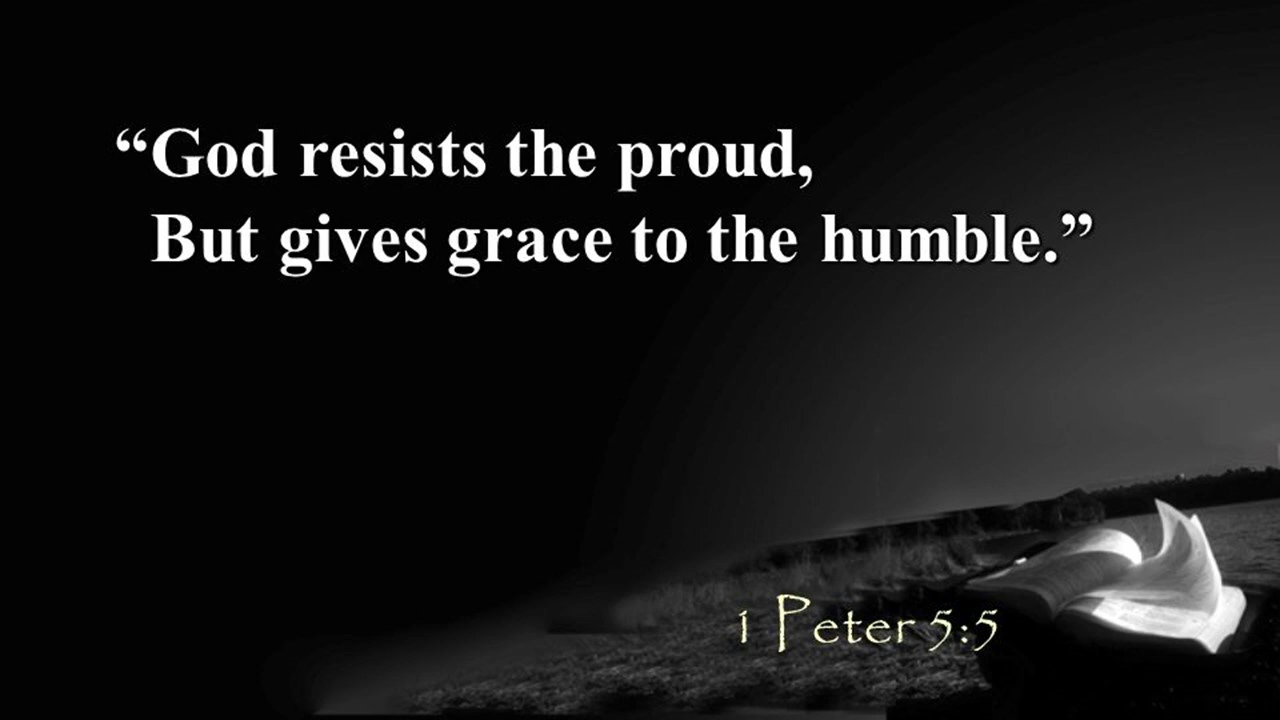 “God resists the proud,
But gives grace to the humble.”
1 Peter 5:5